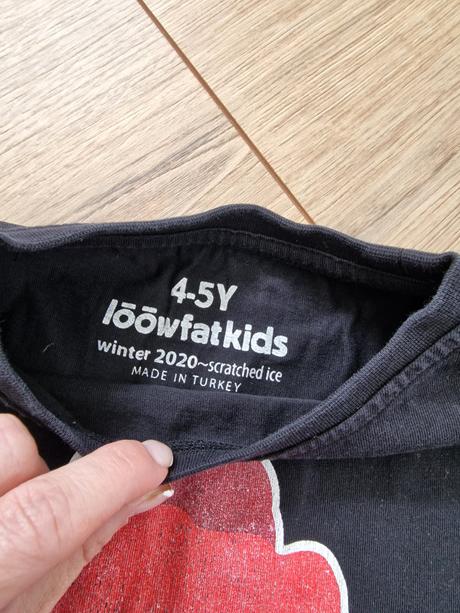 4-5Y
lōōwfatkids
winter 2020~scratched ice
MADE IN TURKEY